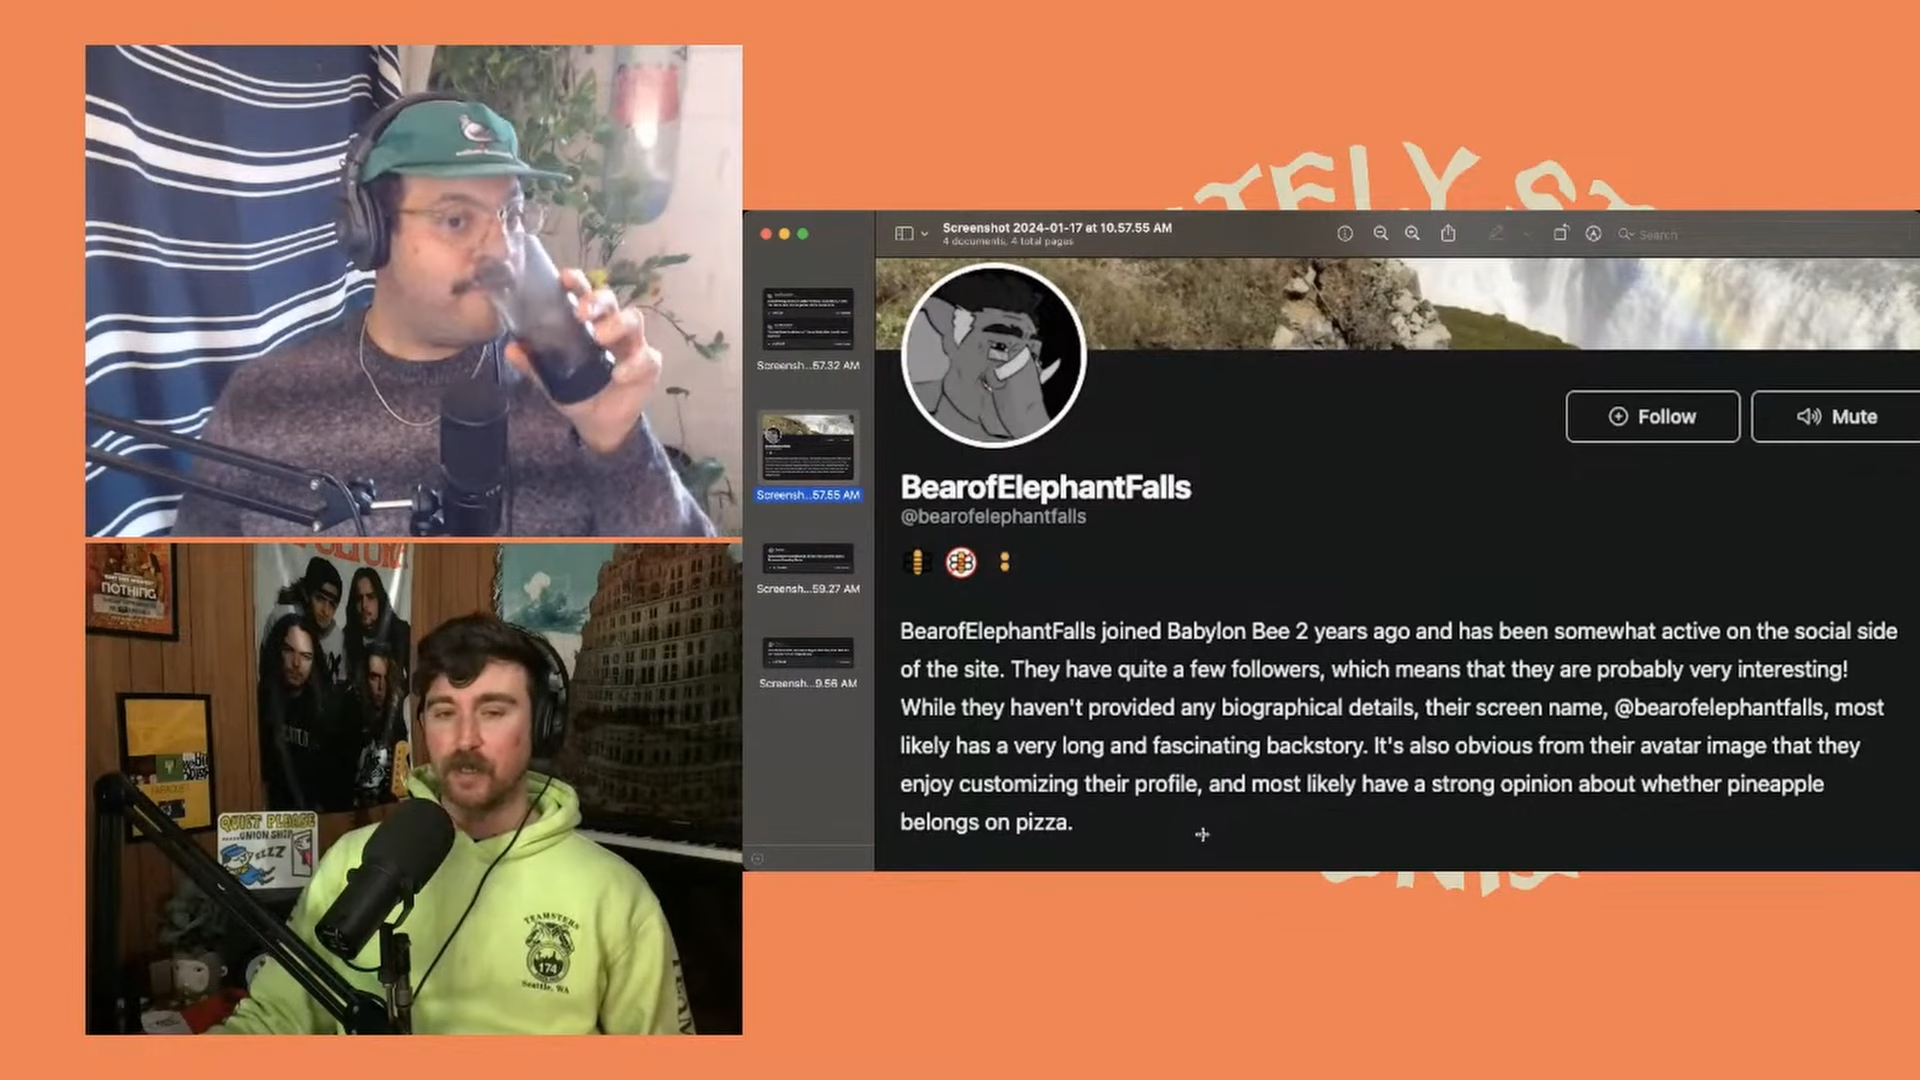 Screenshot 2024-01-17 at 10.57.55 AM
4 documents, 4 total pages
Search
Screensh...57.32 AM
Screensh...57.55 AM
Screensh...59.27 AM
Screensh...9.56 AM
Follow
Mute
BearofElephantFalls
@bearofelephantfalls
BearofElephantFalls joined Babylon Bee 2 years ago and has been somewhat active on the social side
of the site. They have quite a few followers, which means that they are probably very interesting!
While they haven't provided any biographical details, their screen name, @bearofelephantfalls, most
likely has a very long and fascinating backstory. It's also obvious from their avatar image that they
enjoy customizing their profile, and most likely have a strong opinion about whether pineapple
belongs on pizza.
NOTHING
QUIET PLEASE
UNION SHOP
ZZZ
TEAMSTERS
174
Seattle, WA
TEAM